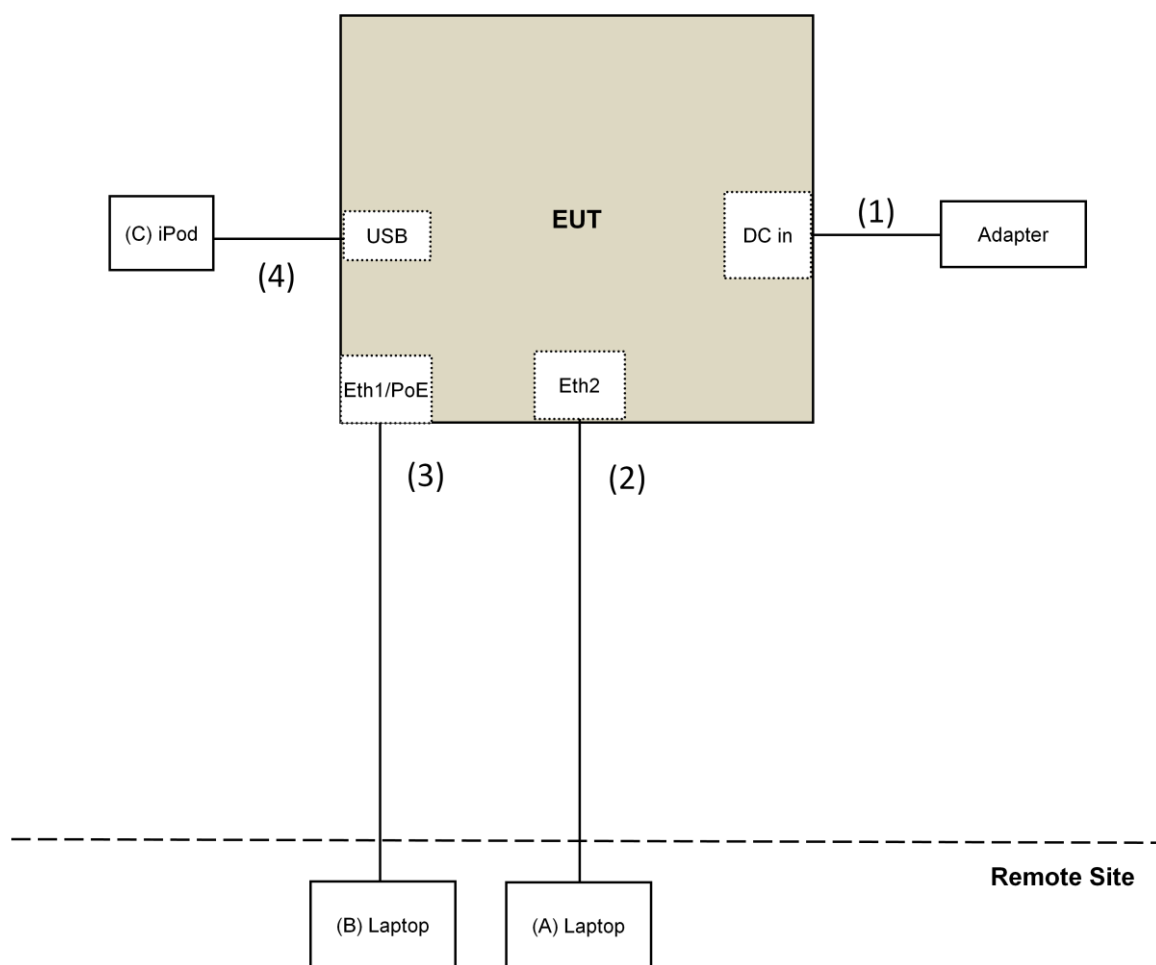 (1)
EUT
(C) iPod
USB
DC in
Adapter
(4)
Eth1/PoE
Eth2
(3)
(2)
Remote Site
(B) Laptop
(A) Laptop